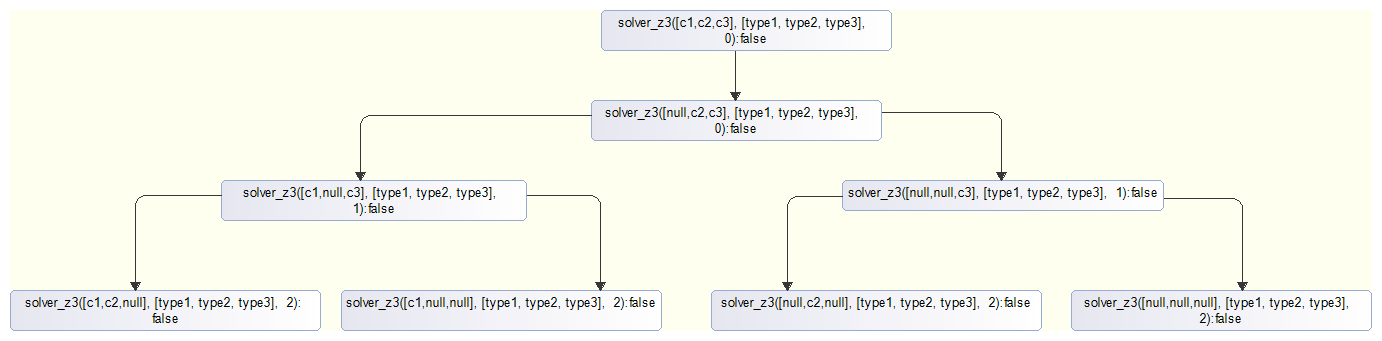 solver_z3([c1,c2,c3], [type1, type2, type3],
0):false
solver_z3([null,c2,c3], [type1, type2, type3],
0):false
solver_z3([c1,null,c3], [type1, type2, type3],
1):false
solver_z3([null,null,c3], [type1, type2, type3],  1):false
solver_z3([c1,c2,null], [type1, type2, type3],  2):
false
solver_z3([c1,null,null], [type1, type2, type3],  2):false
solver_z3([null,c2,null], [type1, type2, type3],  2):false
solver_z3([null,null,null], [type1, type2, type3],
2):false